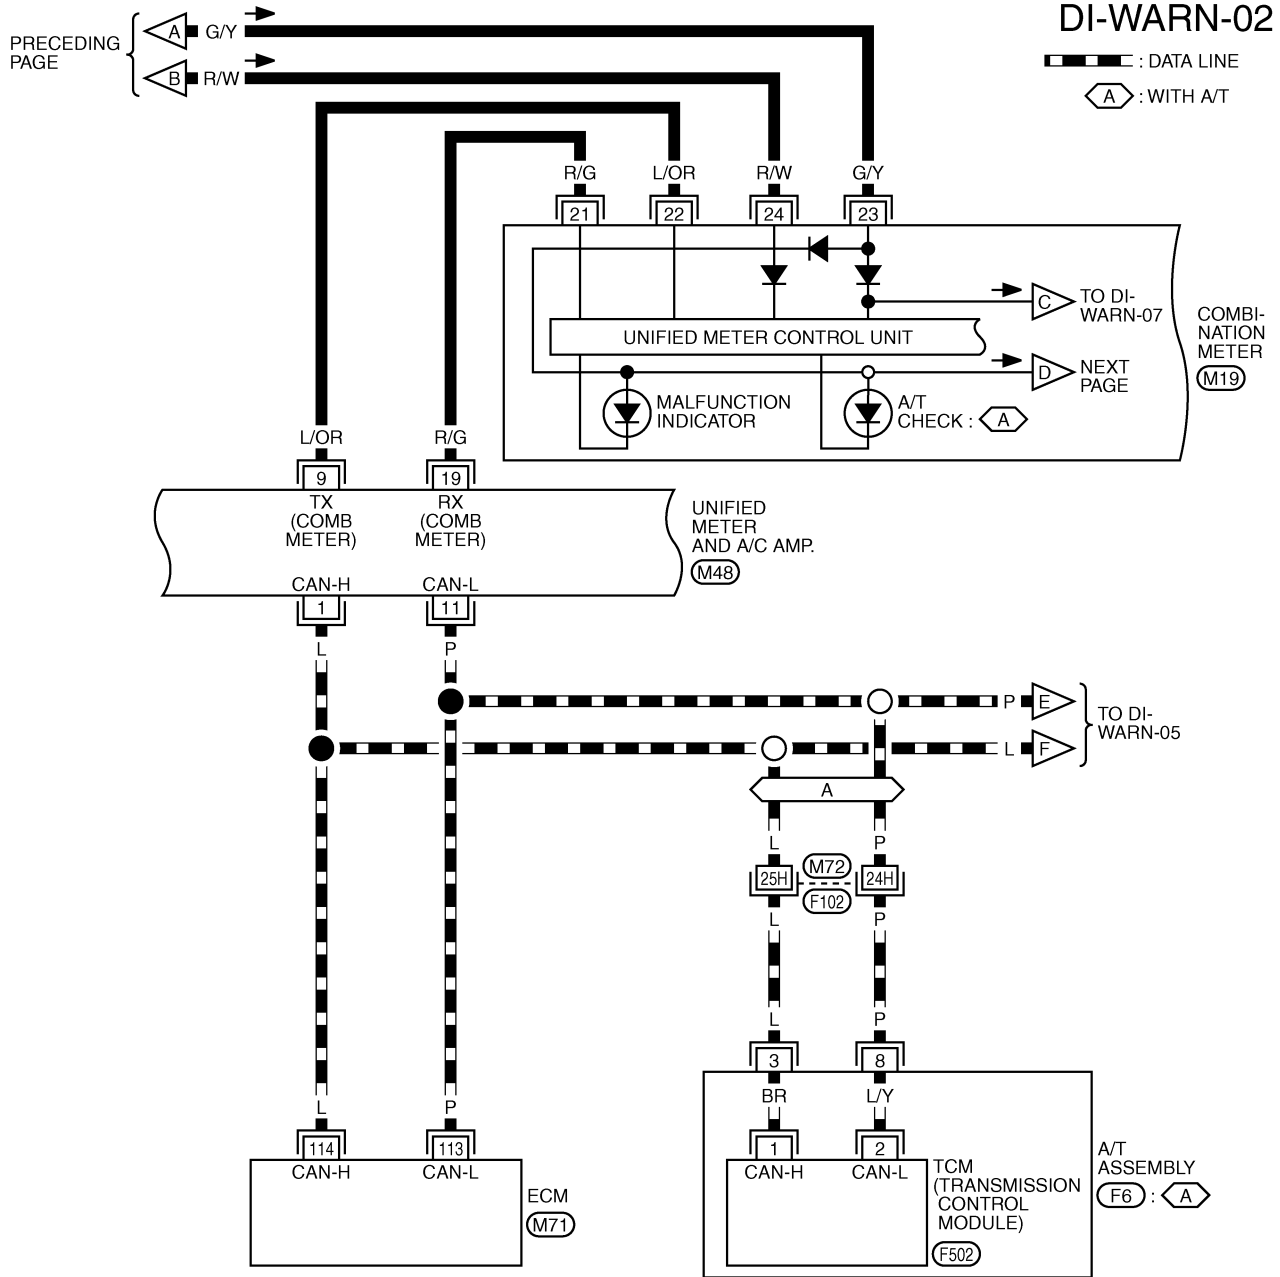 DI-WARN-02
: DATA LINE
A : WITH A/T
PRECEDING
PAGE
A G/Y
B R/W
R/G L/OR R/W G/Y
21 22 24 23
C TO DI-
WARN-07
UNIFIED METER CONTROL UNIT
D NEXT
PAGE
COMBI-
NATION
METER
M19
MALFUNCTION
INDICATOR
A/T
CHECK : A
L/OR R/G
9 19
TX
(COMB
METER)
RX
(COMB
METER)
UNIFIED
METER
AND A/C AMP.
M48
CAN-H CAN-L
1 11
L P
P E
L F
TO DI-
WARN-05
A
L P
25H M72 24H
F102
L P
L P
3 8
BR L/Y
L P
114 113
1 2
CAN-H CAN-L
CAN-H CAN-L
ECM
M71
TCM
(TRANSMISSION
CONTROL
MODULE)
F502
A/T
ASSEMBLY
F6 : A